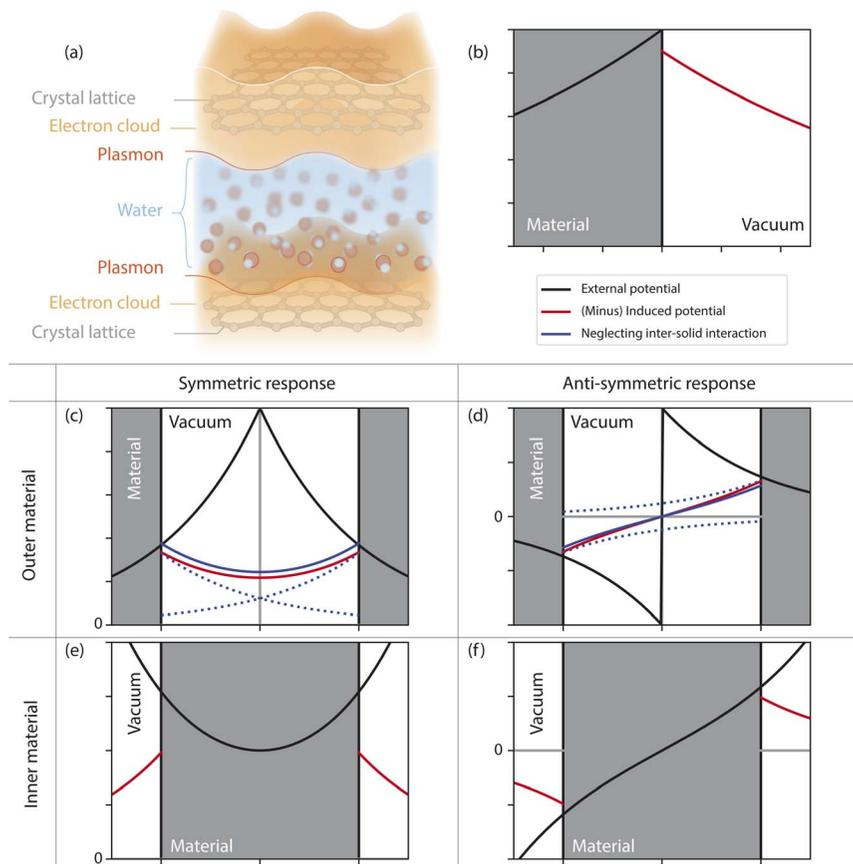 (a)
Crystal lattice
Electron cloud
Plasmon
Water
Plasmon
Electron cloud
Crystal lattice
(b)
Material
Vacuum
External potential
(Minus) Induced potential
Neglecting inter-solid interaction
Symmetric response
Anti-symmetric response
Outer material
(c)
Material
Vacuum
0
(d)
Material
Vacuum
0
Inner material
(e)
Vacuum
Material
0
(f)
Vacuum
0
Material